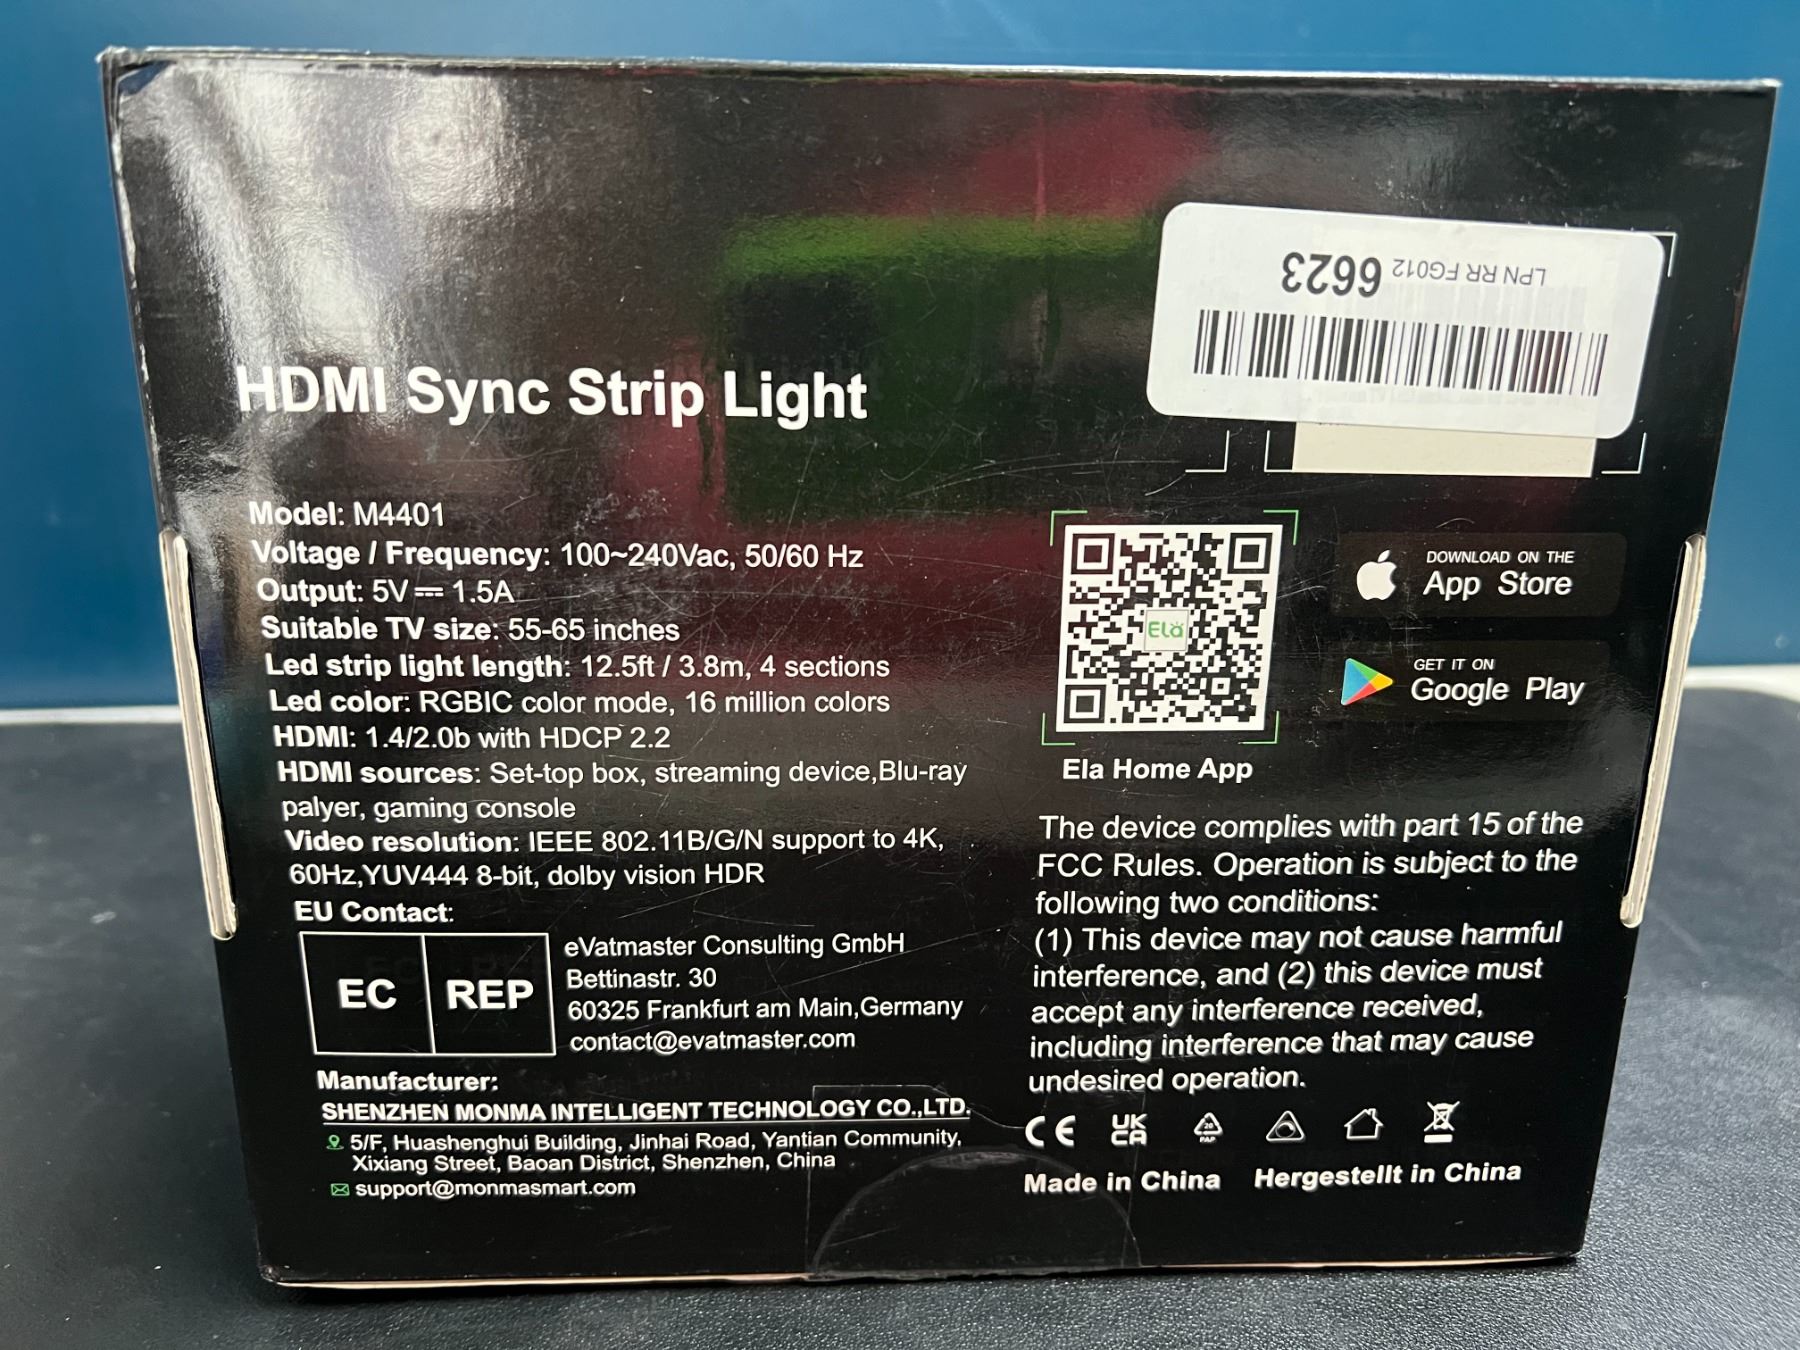 LPN RR FG012 6623
HDMI Sync Strip Light
Model: M4401
Voltage / Frequency: 100~240Vac, 50/60 Hz
Output: 5V⎓1.5A
Suitable TV size: 55-65 inches
Led strip light length: 12.5ft / 3.8m, 4 sections
Led color: RGBIC color mode, 16 million colors
HDMI: 1.4/2.0b with HDCP 2.2
HDMI sources: Set-top box, streaming device,Blu-ray
palyer, gaming console
Video resolution: IEEE 802.11B/G/N support to 4K,
60Hz,YUV444 8-bit, dolby vision HDR
EU Contact:
EC REP
eVatmaster Consulting GmbH
Bettinastr. 30
60325 Frankfurt am Main,Germany
contact@evatmaster.com
Manufacturer:
SHENZHEN MONMA INTELLIGENT TECHNOLOGY CO.,LTD.
5/F, Huashenghui Building, Jinhai Road, Yantian Community,
Xixiang Street, Baoan District, Shenzhen, China
support@monmasmart.com
Ela
DOWNLOAD ON THE
App Store
GET IT ON
Google Play
Ela Home App
The device complies with part 15 of the
FCC Rules. Operation is subject to the
following two conditions:
(1) This device may not cause harmful
interference, and (2) this device must
accept any interference received,
including interference that may cause
undesired operation.
CE UK CA 20 PAP
Made in China Hergestellt in China